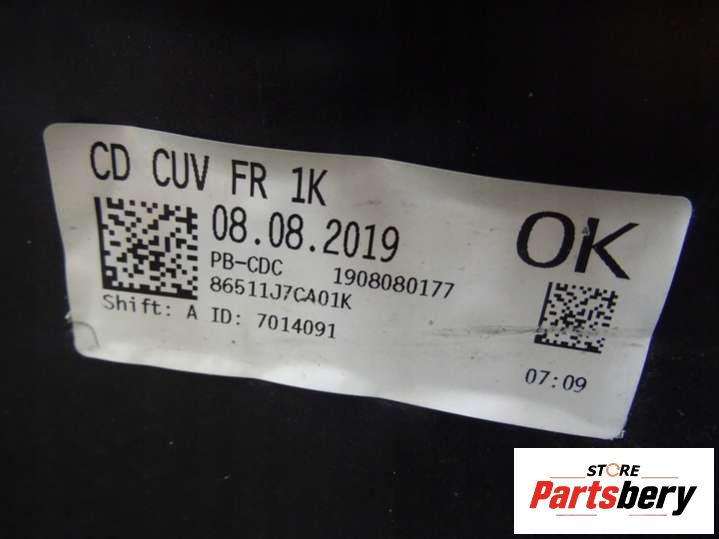 CD CUV FR 1K
08.08.2019
OK
PB-CDC 1908080177
86511J7CA01K
Shift: A ID: 7014091
07:09
STORE
Partsbery